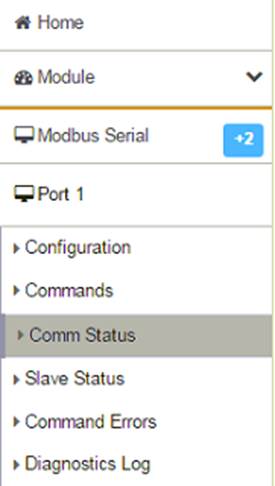 Home
Module
Modbus Serial +2
Port 1
Configuration
Commands
Comm Status
Slave Status
Command Errors
Diagnostics Log